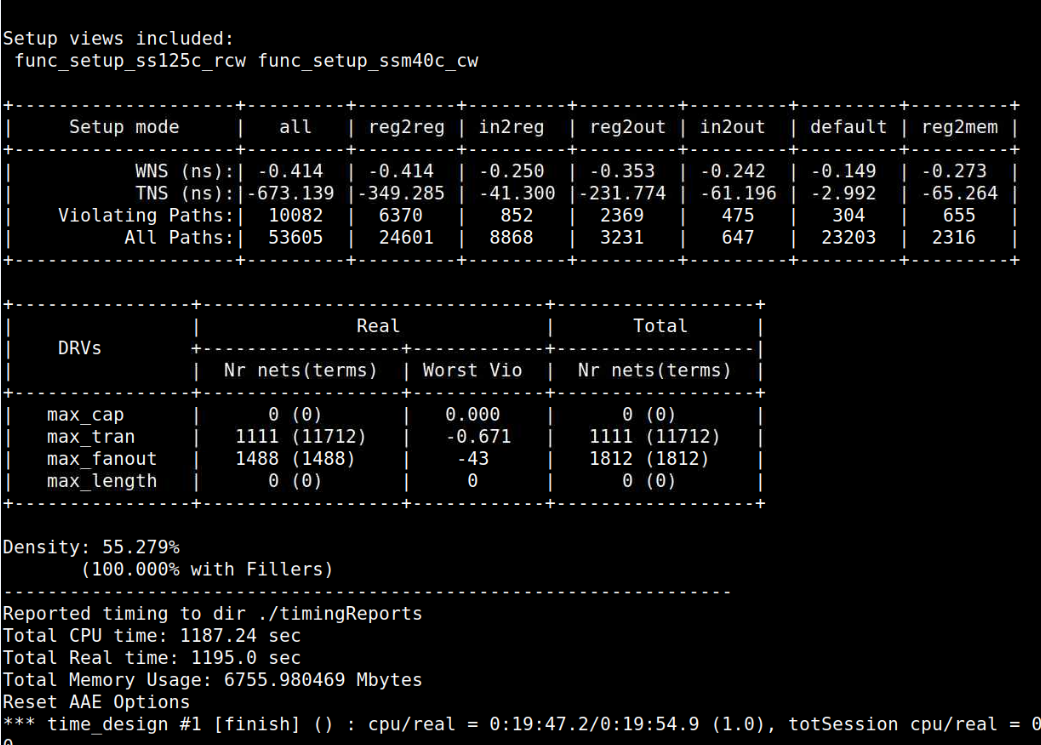 Setup views included:
 func_setup_ss125c_rcw func_setup_ssm40c_cw
+--------------------+---------+---------+---------+---------+---------+---------+---------+
|     Setup mode     |   all   | reg2reg | in2reg  | reg2out | in2out  | default | reg2mem |
+--------------------+---------+---------+---------+---------+---------+---------+---------+
|           WNS (ns):| -0.414  | -0.414  | -0.250  | -0.353  | -0.242  | -0.149  | -0.273  |
|           TNS (ns):|-673.139 |-349.285 | -41.300 |-231.774 | -61.196 | -2.992  | -65.264 |
|    Violating Paths:|  10082  |  6370   |   852   |  2369   |   475   |   304   |   655   |
|          All Paths:|  53605  |  24601  |  8868   |  3231   |   647   |  23203  |  2316   |
+--------------------+---------+---------+---------+---------+---------+---------+---------+
+----------------+-------------------------------+------------------+
|                |              Real             |       Total      |
|    DRVs        +------------------+------------+------------------|
|                |  Nr nets(terms)  | Worst Vio  |  Nr nets(terms)  |
+----------------+------------------+------------+------------------+
|   max_cap      |      0 (0)       |   0.000    |      0 (0)       |
|   max_tran     |   1111 (11712)   |   -0.671   |   1111 (11712)   |
|   max_fanout   |   1488 (1488)    |    -43     |   1812 (1812)    |
|   max_length   |      0 (0)       |     0      |      0 (0)       |
+----------------+------------------+------------+------------------+
Density: 55.279%
       (100.000% with Fillers)
------------------------------------------------------------------
Reported timing to dir ./timingReports
Total CPU time: 1187.24 sec
Total Real time: 1195.0 sec
Total Memory Usage: 6755.980469 Mbytes
Reset AAE Options
*** time_design #1 [finish] () : cpu/real = 0:19:47.2/0:19:54.9 (1.0), totSession cpu/real = 0